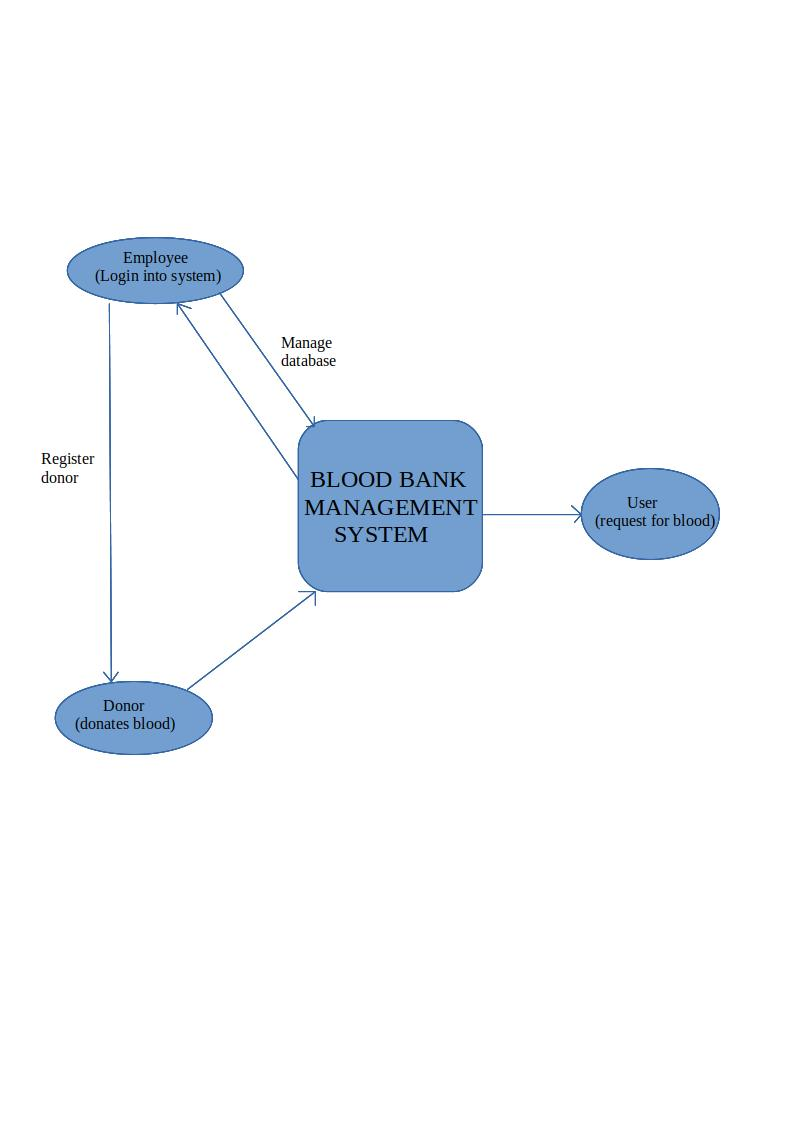 Employee
(Login into system)
Manage
database
Register
donor
BLOOD BANK
MANAGEMENT
SYSTEM
User
(request for blood)
Donor
(donates blood)